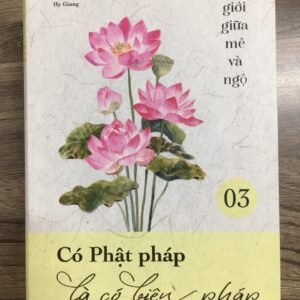 Hy Giang
giới
giữa
mê
và
ngộ
03
Có Phật pháp
là có biện pháp